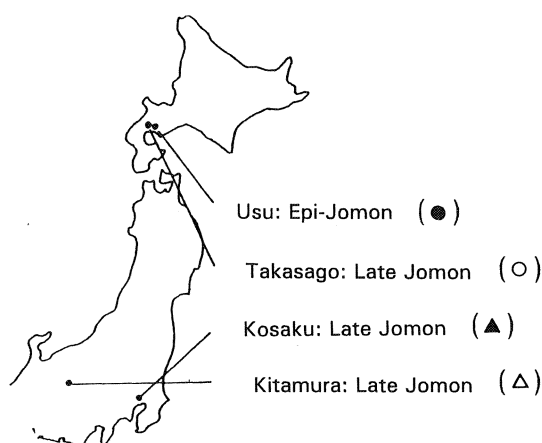 Usu: Epi-Jomon (●)
Takasago: Late Jomon (○)
Kosaku: Late Jomon (▲)
Kitamura: Late Jomon (△)